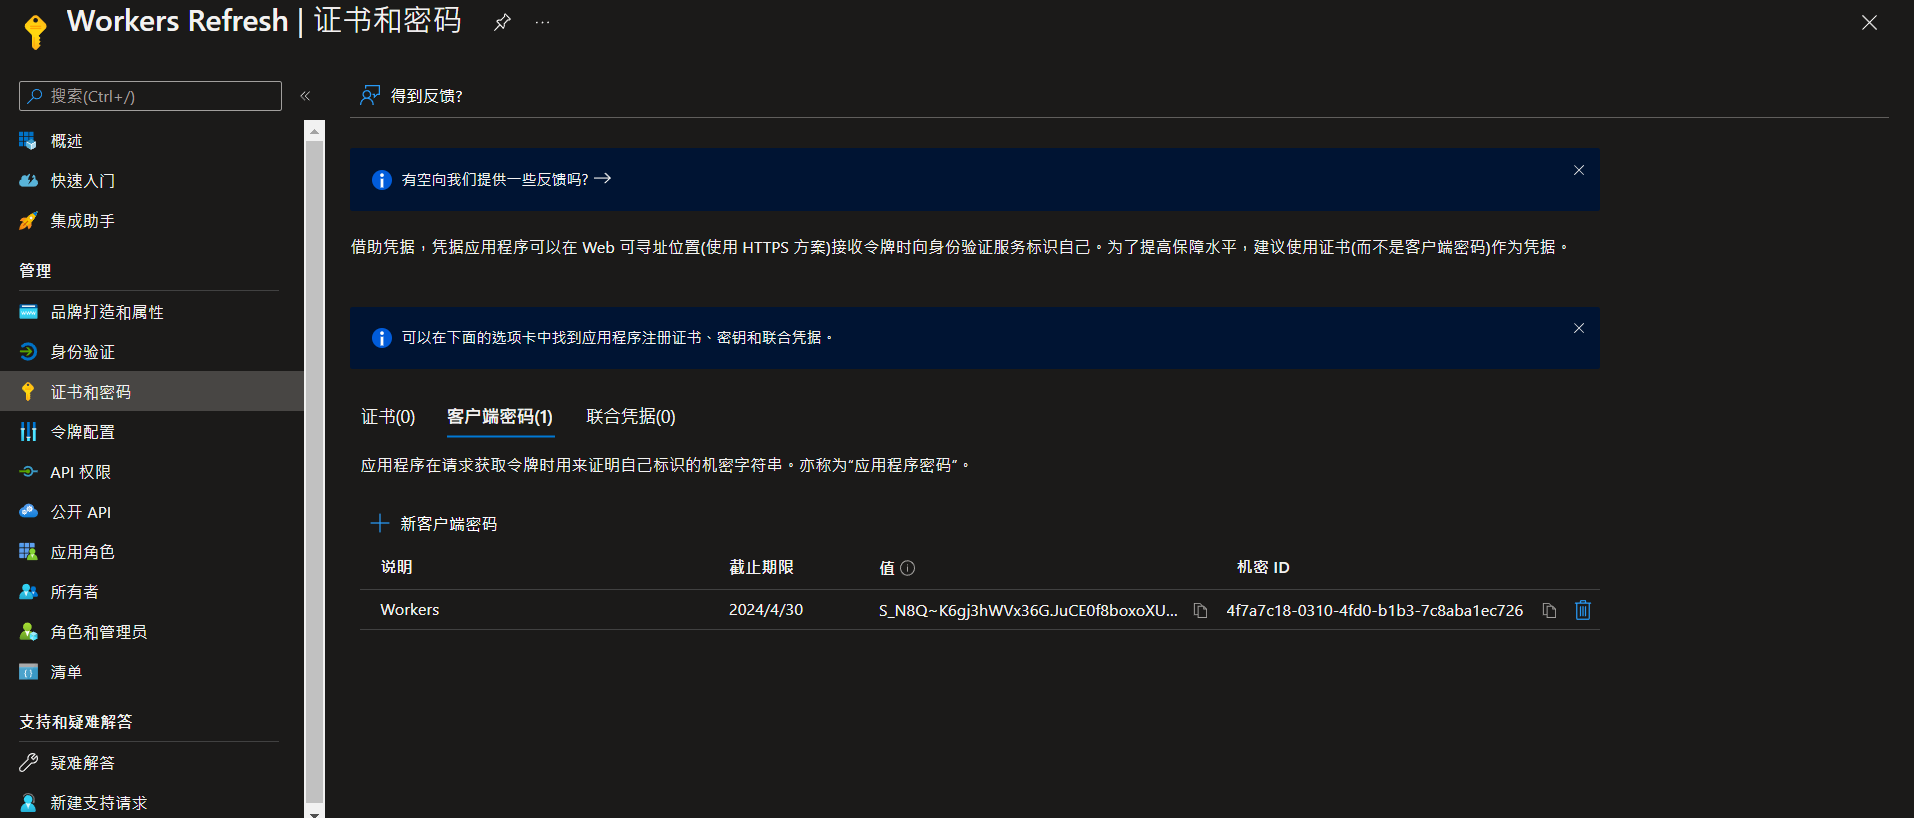 Workers Refresh | 证书和密码
搜索(Ctrl+/)
概述
快速入门
集成助手
管理
品牌打造和属性
身份验证
证书和密码
令牌配置
API 权限
公开 API
应用角色
所有者
角色和管理员
清单
支持和疑难解答
疑难解答
新建支持请求
得到反馈?
有空向我们提供一些反馈吗? →
借助凭据，凭据应用程序可以在 Web 可寻址位置(使用 HTTPS 方案)接收令牌时向身份验证服务标识自己。为了提高保障水平，建议使用证书(而不是客户端密码)作为凭据。
可以在下面的选项卡中找到应用程序注册证书、密钥和联合凭据。
证书(0) 客户端密码(1) 联合凭据(0)
应用程序在请求获取令牌时用来证明自己标识的机密字符串。亦称为“应用程序密码”。
新客户端密码
说明 截止期限 值 机密 ID
Workers 2024/4/30 S_N8Q~K6gj3hWVx36GJuCE0f8boxoXU... 4f7a7c18-0310-4fd0-b1b3-7c8aba1ec726